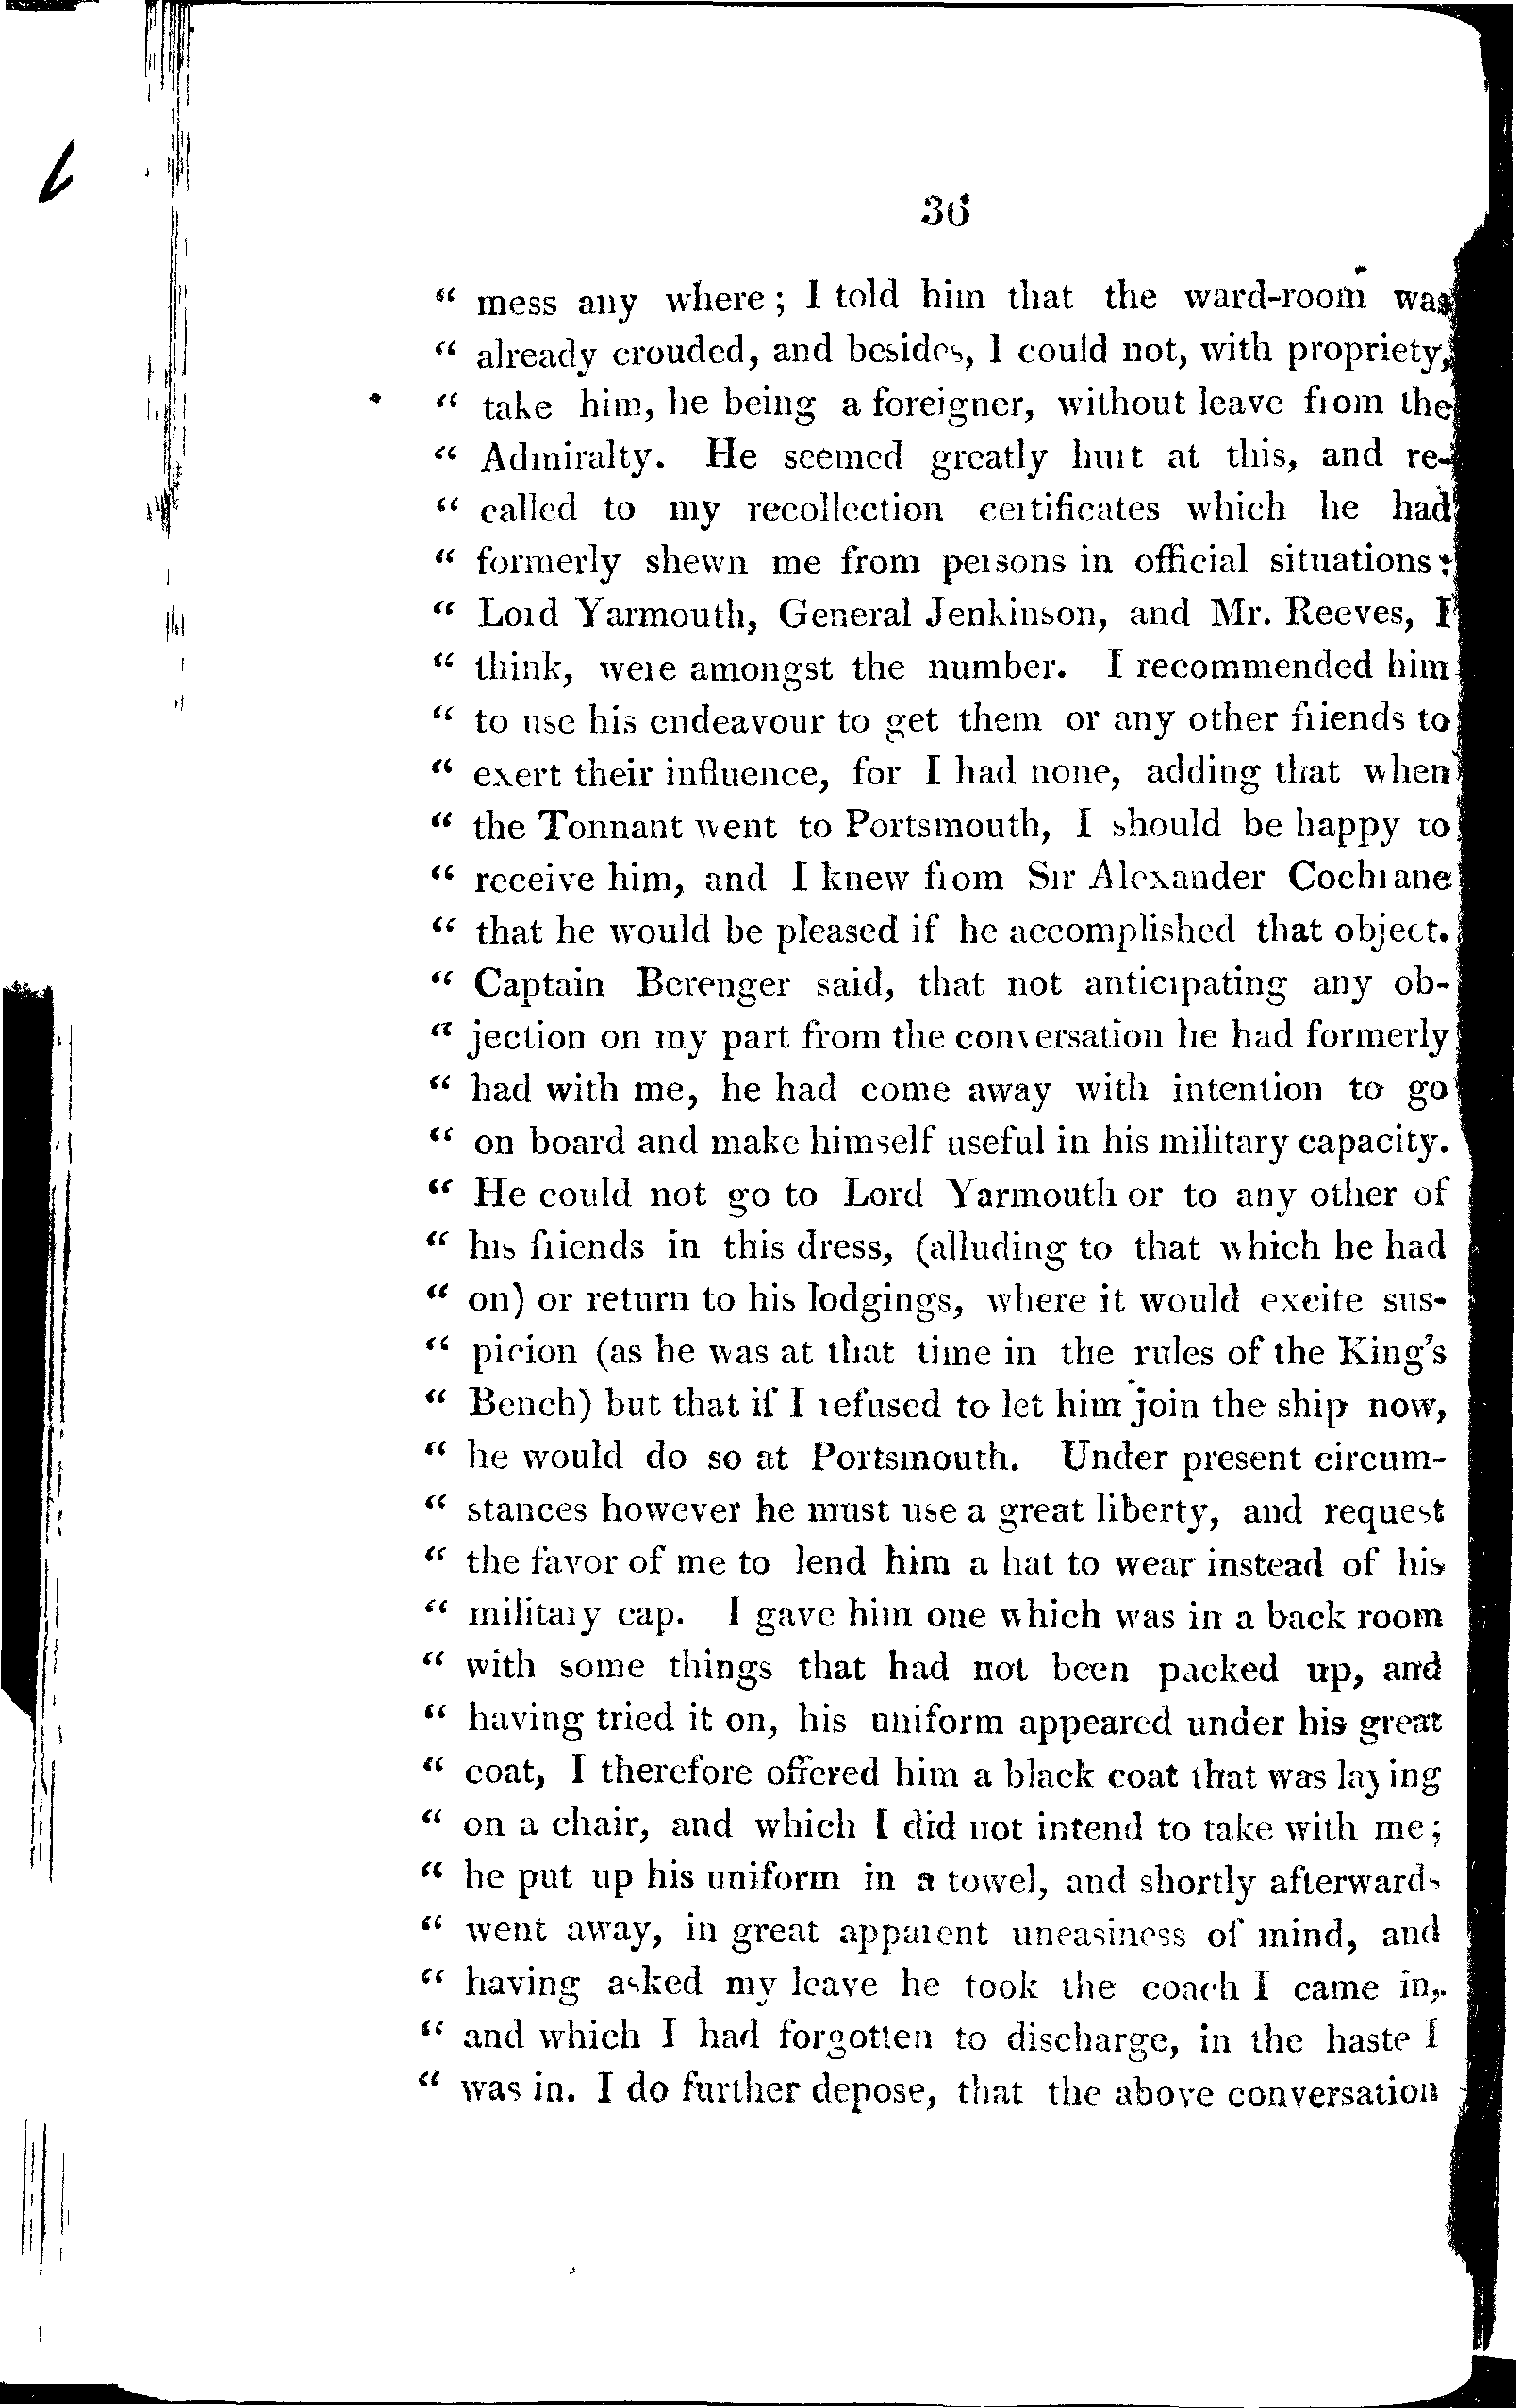 36
“ mess any where ; I told him that the ward-room was
“ already crouded, and besides, I could not, with propriety,
“ take him, he being a foreigner, without leave from the
“ Admiralty. He seemed greatly hurt at this, and re-
“ called to my recollection certificates which he had
“ formerly shewn me from persons in official situations :
“ Lord Yarmouth, General Jenkinson, and Mr. Reeves, I
“ think, were amongst the number. I recommended him
“ to use his endeavour to get them or any other friends to
“ exert their influence, for I had none, adding that when
“ the Tonnant went to Portsmouth, I should be happy to
“ receive him, and I knew from Sir Alexander Cochrane
“ that he would be pleased if he accomplished that object.
“ Captain Berenger said, that not anticipating any ob-
“ jection on my part from the conversation he had formerly
“ had with me, he had come away with intention to go
“ on board and make himself useful in his military capacity.
“ He could not go to Lord Yarmouth or to any other of
“ his friends in this dress, (alluding to that which he had
“ on) or return to his lodgings, where it would excite sus-
“ picion (as he was at that time in the rules of the King's
“ Bench) but that if I refused to let him join the ship now,
“ he would do so at Portsmouth. Under present circum-
“ stances however he must use a great liberty, and request
“ the favor of me to lend him a hat to wear instead of his
“ military cap. I gave him one which was in a back room
“ with some things that had not been packed up, and
“ having tried it on, his uniform appeared under his great
“ coat, I therefore offered him a black coat that was laying
“ on a chair, and which I did not intend to take with me ;
“ he put up his uniform in a towel, and shortly afterwards
“ went away, in great apparent uneasiness of mind, and
“ having asked my leave he took the coach I came in,
“ and which I had forgotten to discharge, in the haste I
“ was in. I do further depose, that the above conversation